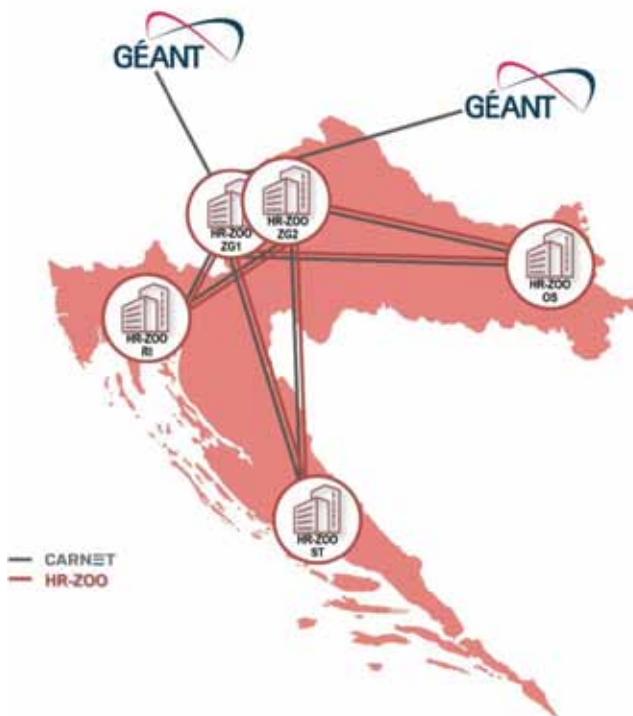 GÉANT
GÉANT
HR-ZOO
ZG1
HR-ZOO
ZG2
HR-ZOO
OS
HR-ZOO
RI
HR-ZOO
ST
CARNET
HR-ZOO